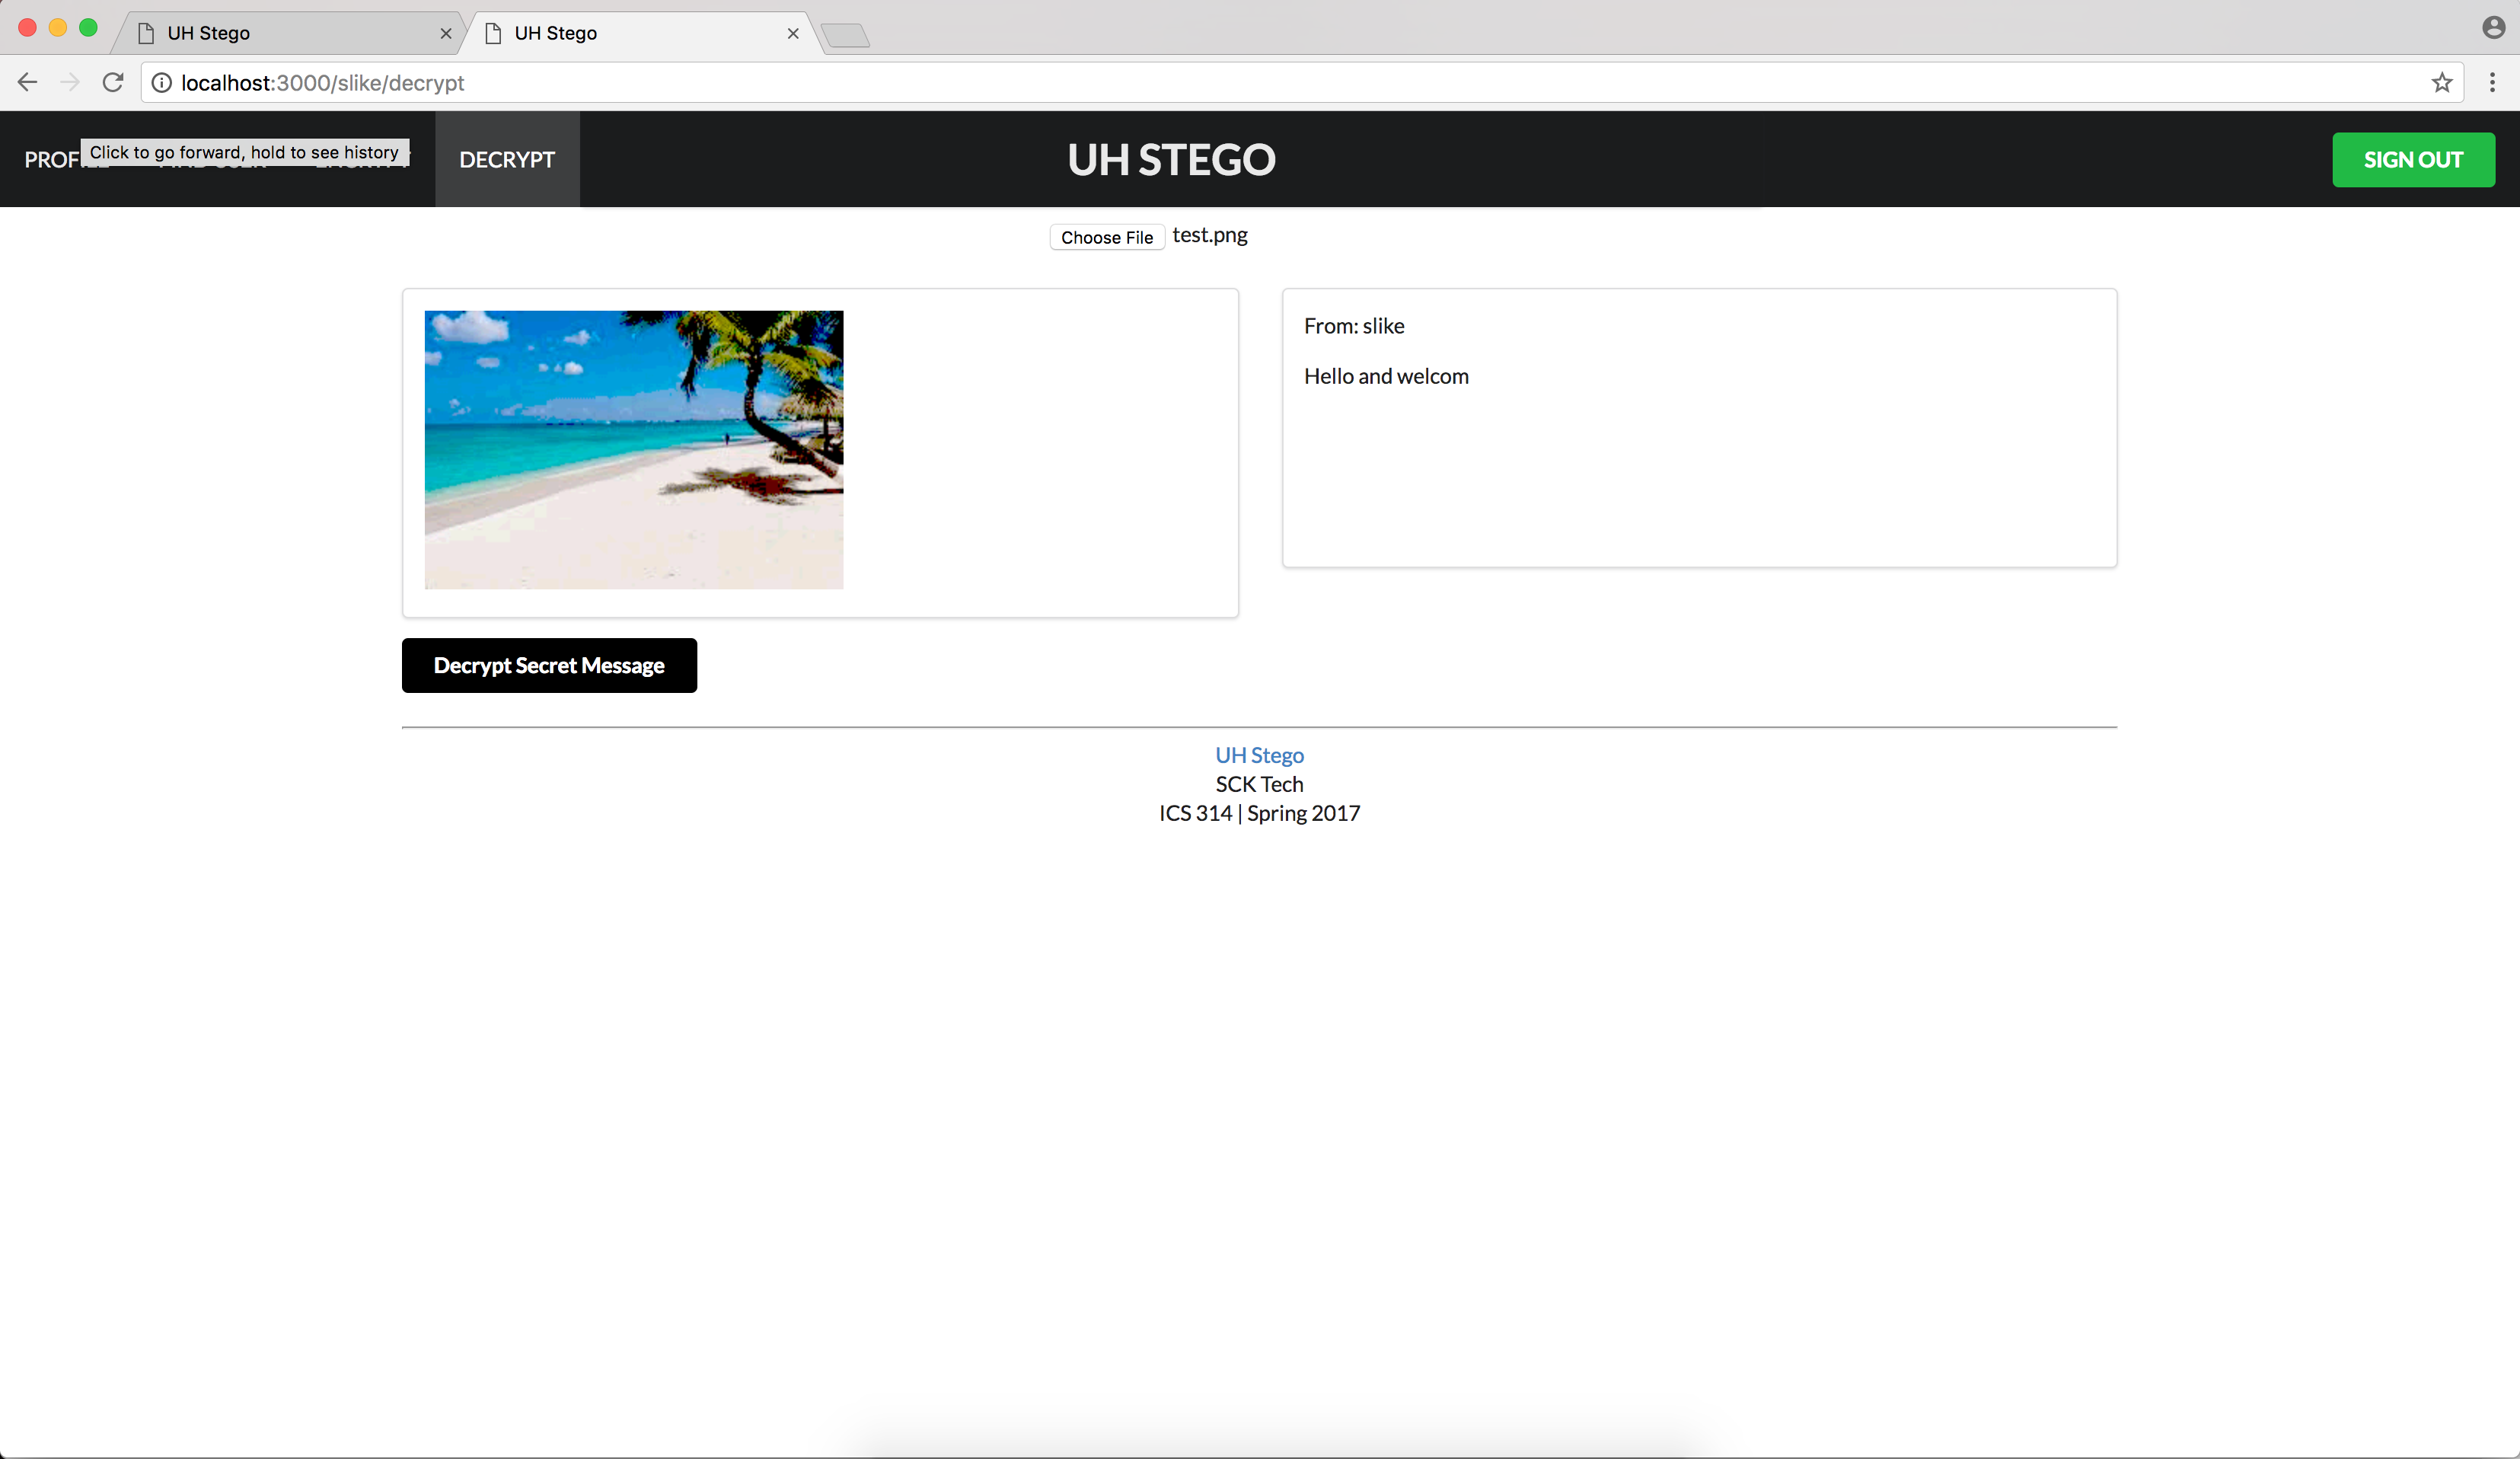 UH Stego
UH Stego
localhost:3000/slike/decrypt
Click to go forward, hold to see history
DECRYPT
UH STEGO
SIGN OUT
Choose File test.png
From: slike
Hello and welcom
Decrypt Secret Message
UH Stego
SCK Tech
ICS 314 | Spring 2017